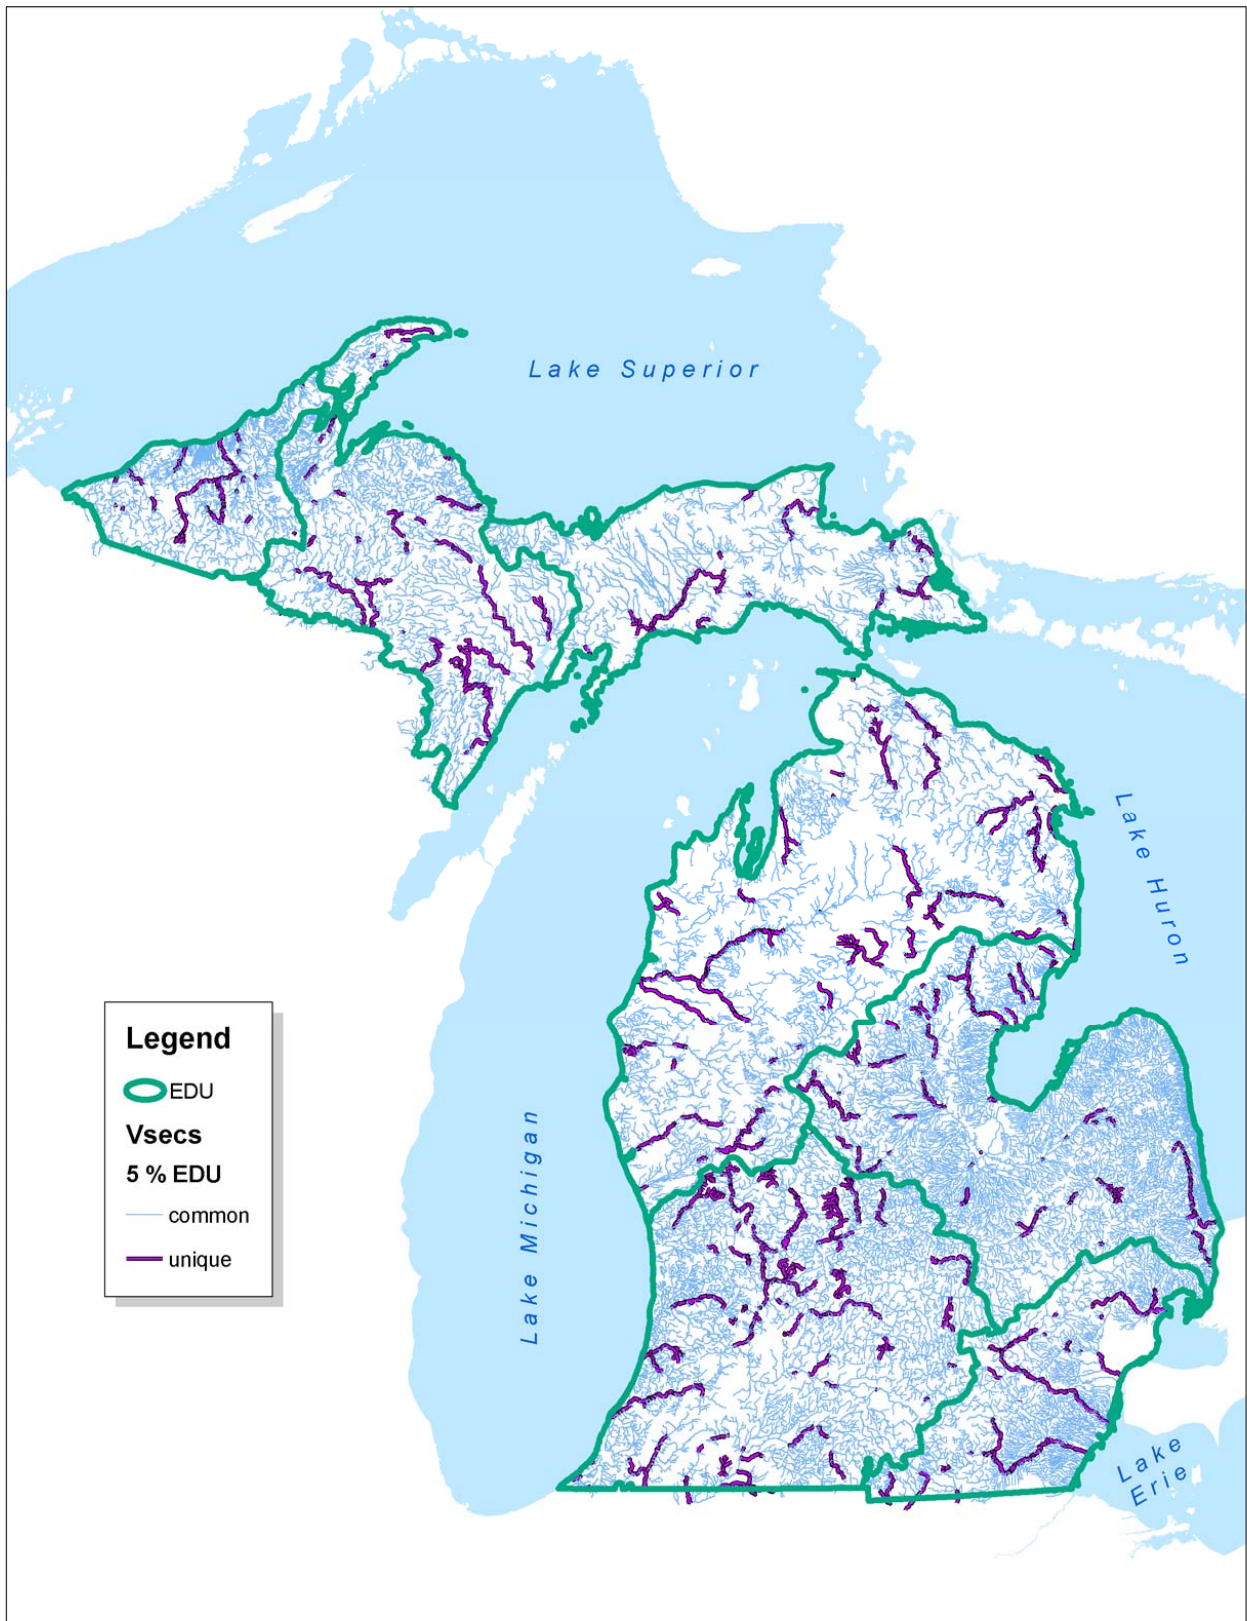 Lake Superior
Lake Huron
Lake Michigan
Lake
Erie
Legend
EDU
Vsecs
5 % EDU
common
unique